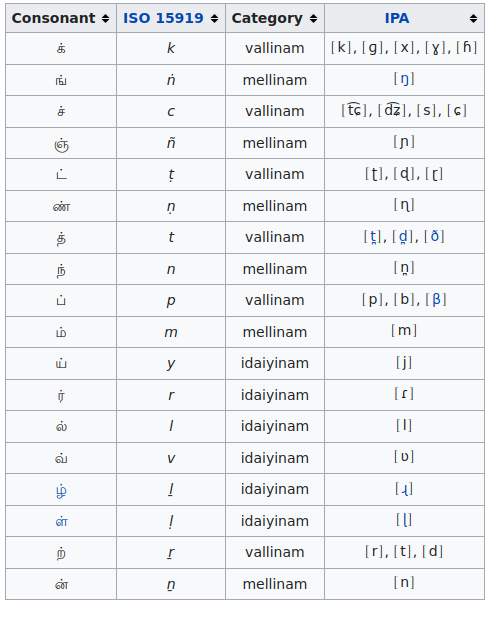 Consonant ISO 15919 Category IPA
க் k vallinam [k], [ɡ], [x], [ɣ], [ɦ]
ங் ṅ mellinam [ŋ]
ச் c vallinam [t͡ɕ], [d͡ʑ], [s], [ɕ]
ஞ் ñ mellinam [ɲ]
ட் ṭ vallinam [ʈ], [ɖ], [ɽ]
ண் ṇ mellinam [ɳ]
த் t vallinam [t̪], [d̪], [ð]
ந் n mellinam [n̪]
ப் p vallinam [p], [b], [β]
ம் m mellinam [m]
ய் y idaiyinam [j]
ர் r idaiyinam [ɾ]
ல் l idaiyinam [l]
வ் v idaiyinam [ʋ]
ழ் ḻ idaiyinam [ɻ]
ள் ḷ idaiyinam [ɭ]
ற் ṟ vallinam [r], [t], [d]
ன் ṉ mellinam [n]